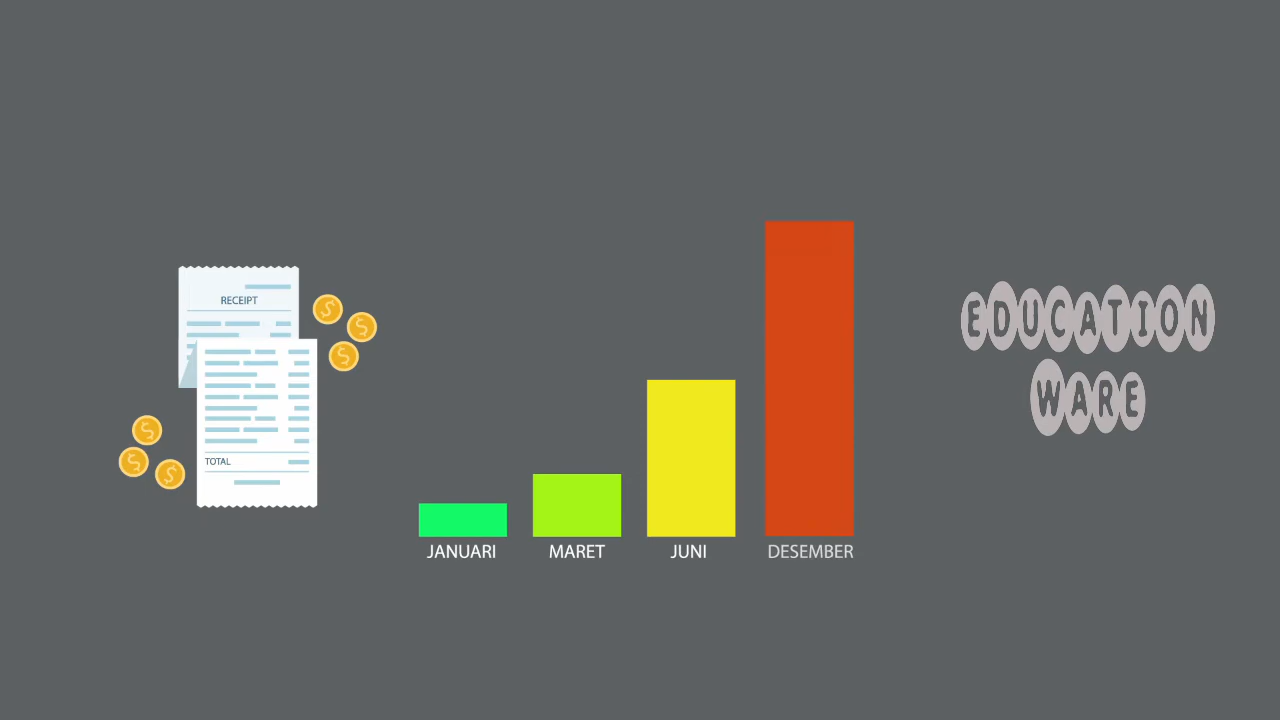 RECEIPT
TOTAL
JANUARI
MARET
JUNI
DESEMBER
EDUCATION
WARE